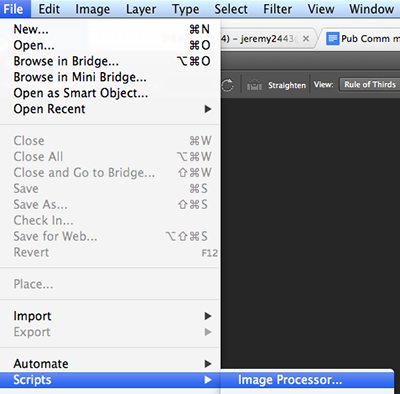 File Edit Image Layer Type Select Filter View Window
New... ⌘N
Open... ⌘O
Browse in Bridge... ⌥⌘O
Browse in Mini Bridge...
Open as Smart Object...
Open Recent
4) – jeremy2443
Pub Comm m
Straighten View: Rule of Thirds
Close ⌘W
Close All ⌥⌘W
Close and Go to Bridge... ⇧⌘W
Save ⌘S
Save As... ⇧⌘S
Check In...
Save for Web... ⌥⇧⌘S
Revert F12
Place...
Import
Export
Automate
Scripts
Image Processor...